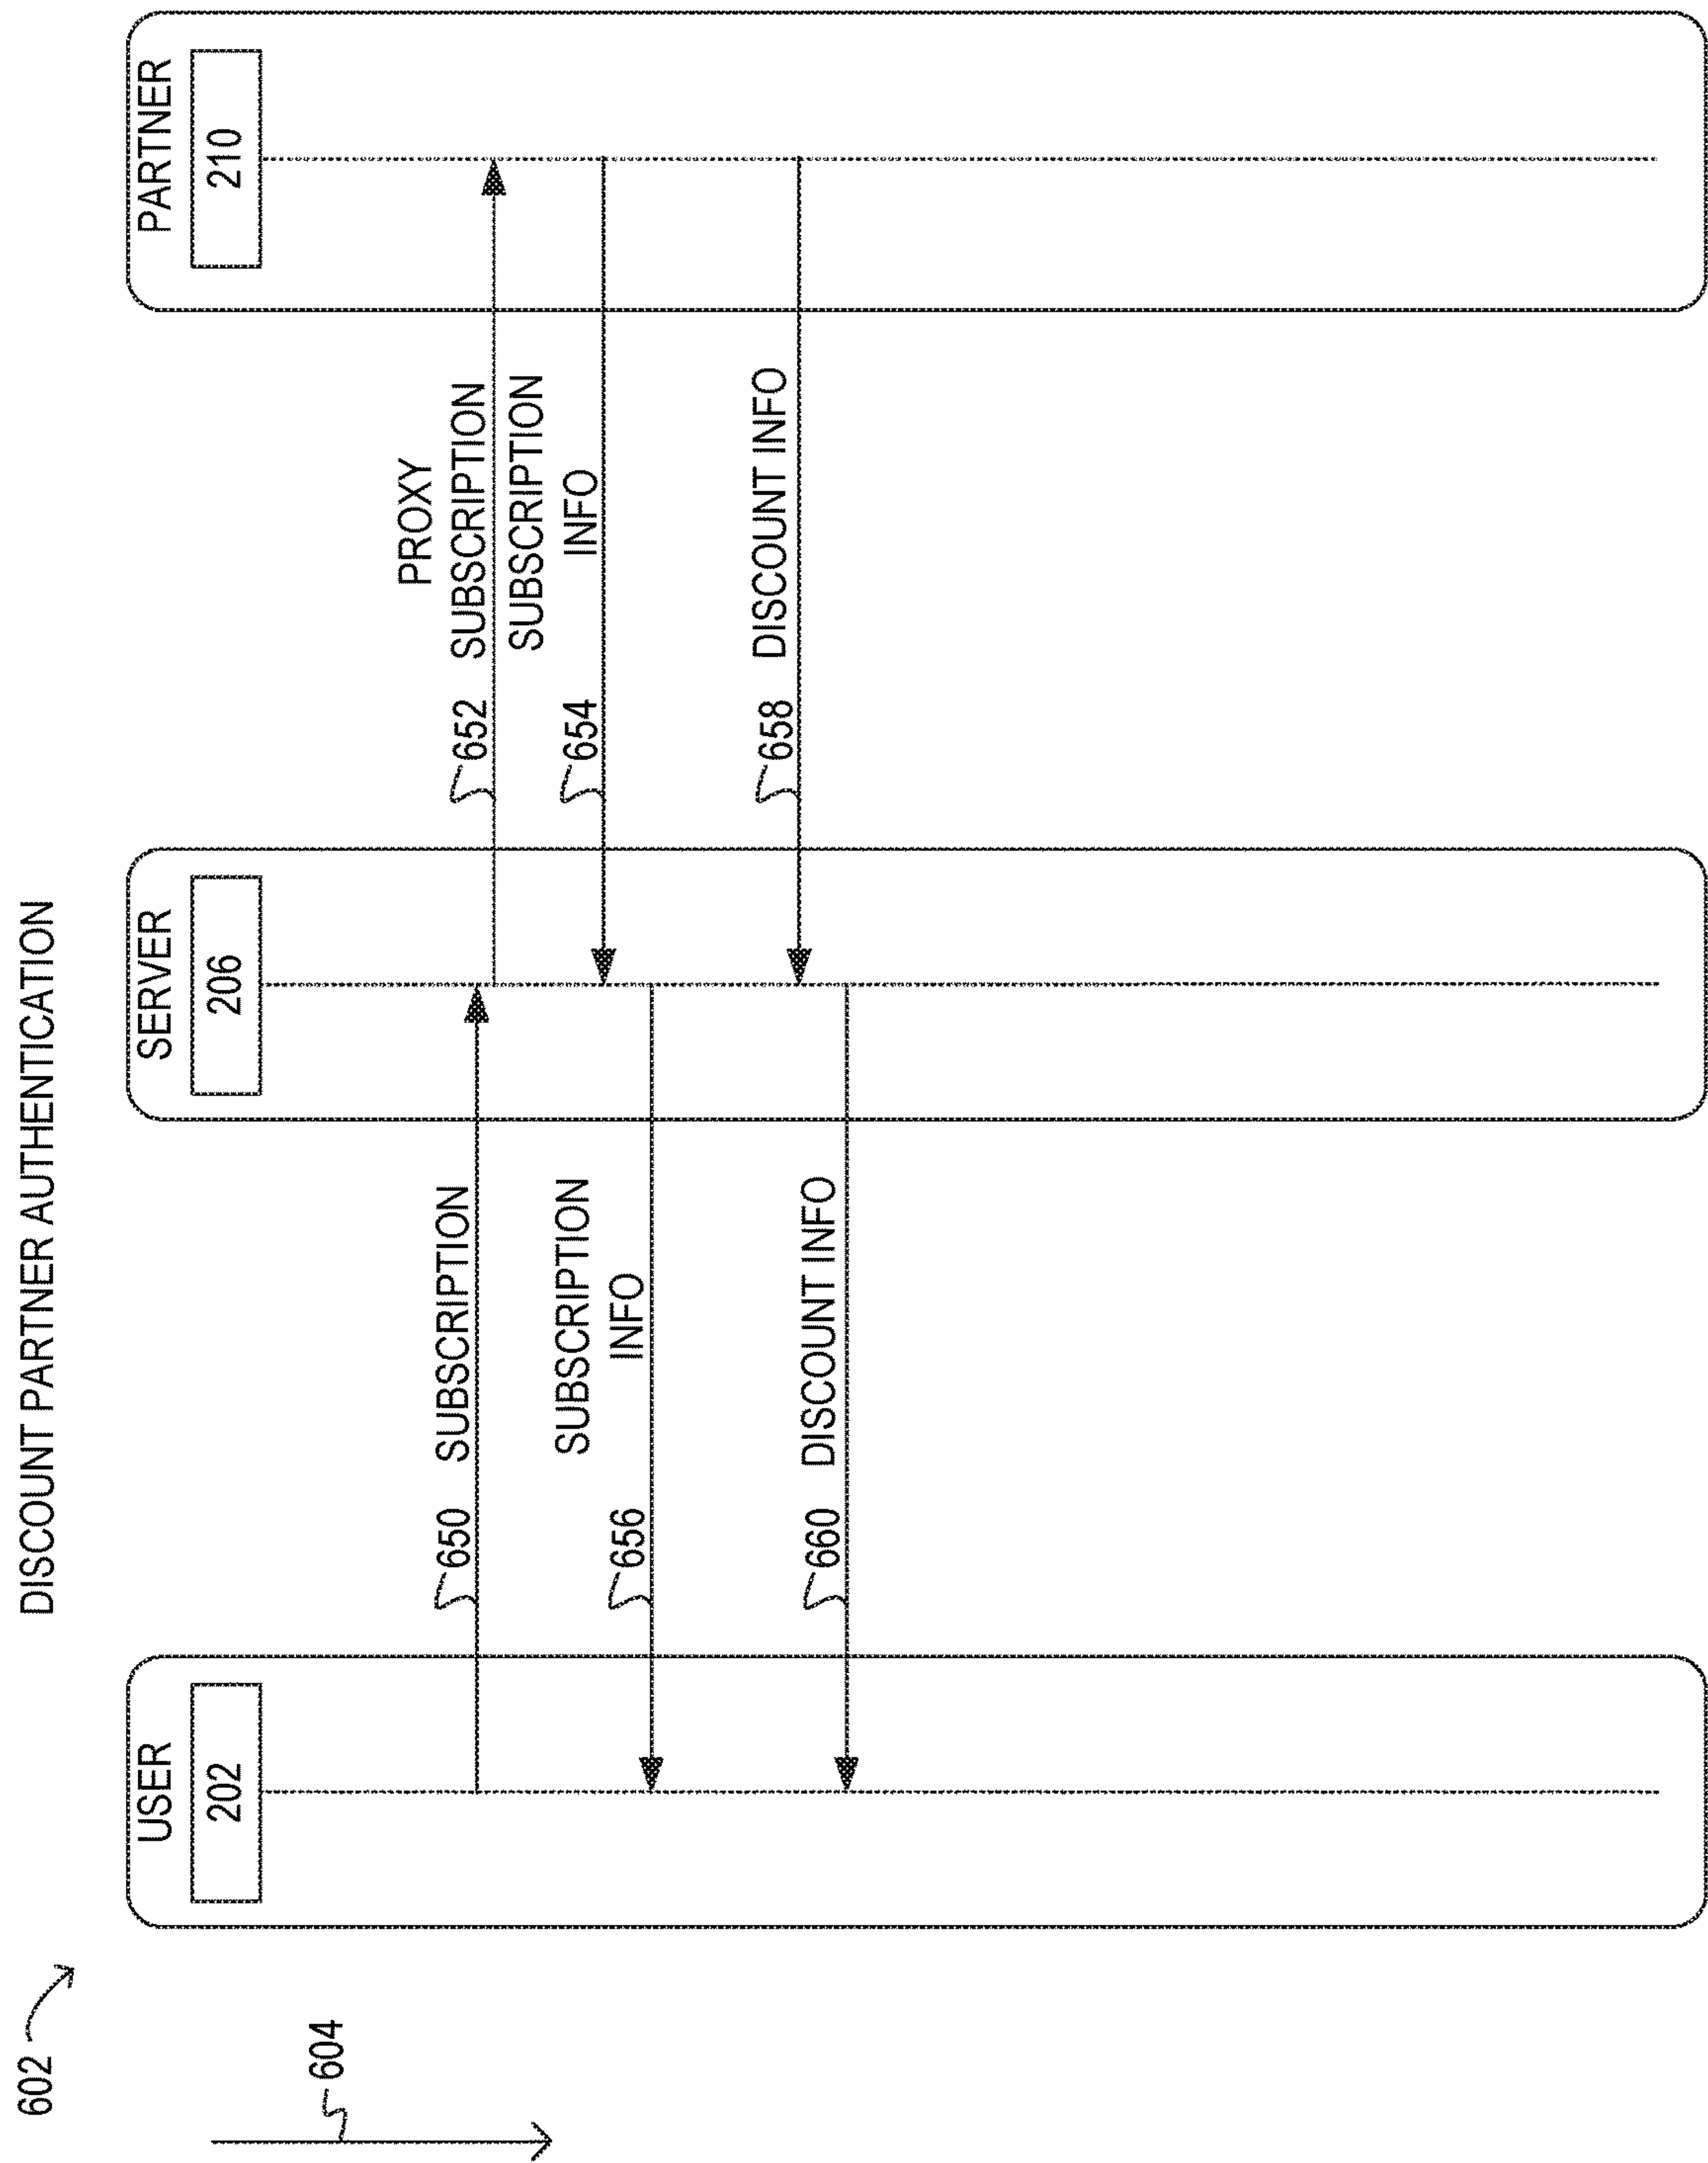 602
DISCOUNT PARTNER AUTHENTICATION
604
USER
202
SERVER
206
PARTNER
210
650 SUBSCRIPTION
652 PROXY
SUBSCRIPTION
654 SUBSCRIPTION
INFO
656 SUBSCRIPTION
INFO
658 DISCOUNT INFO
660 DISCOUNT INFO